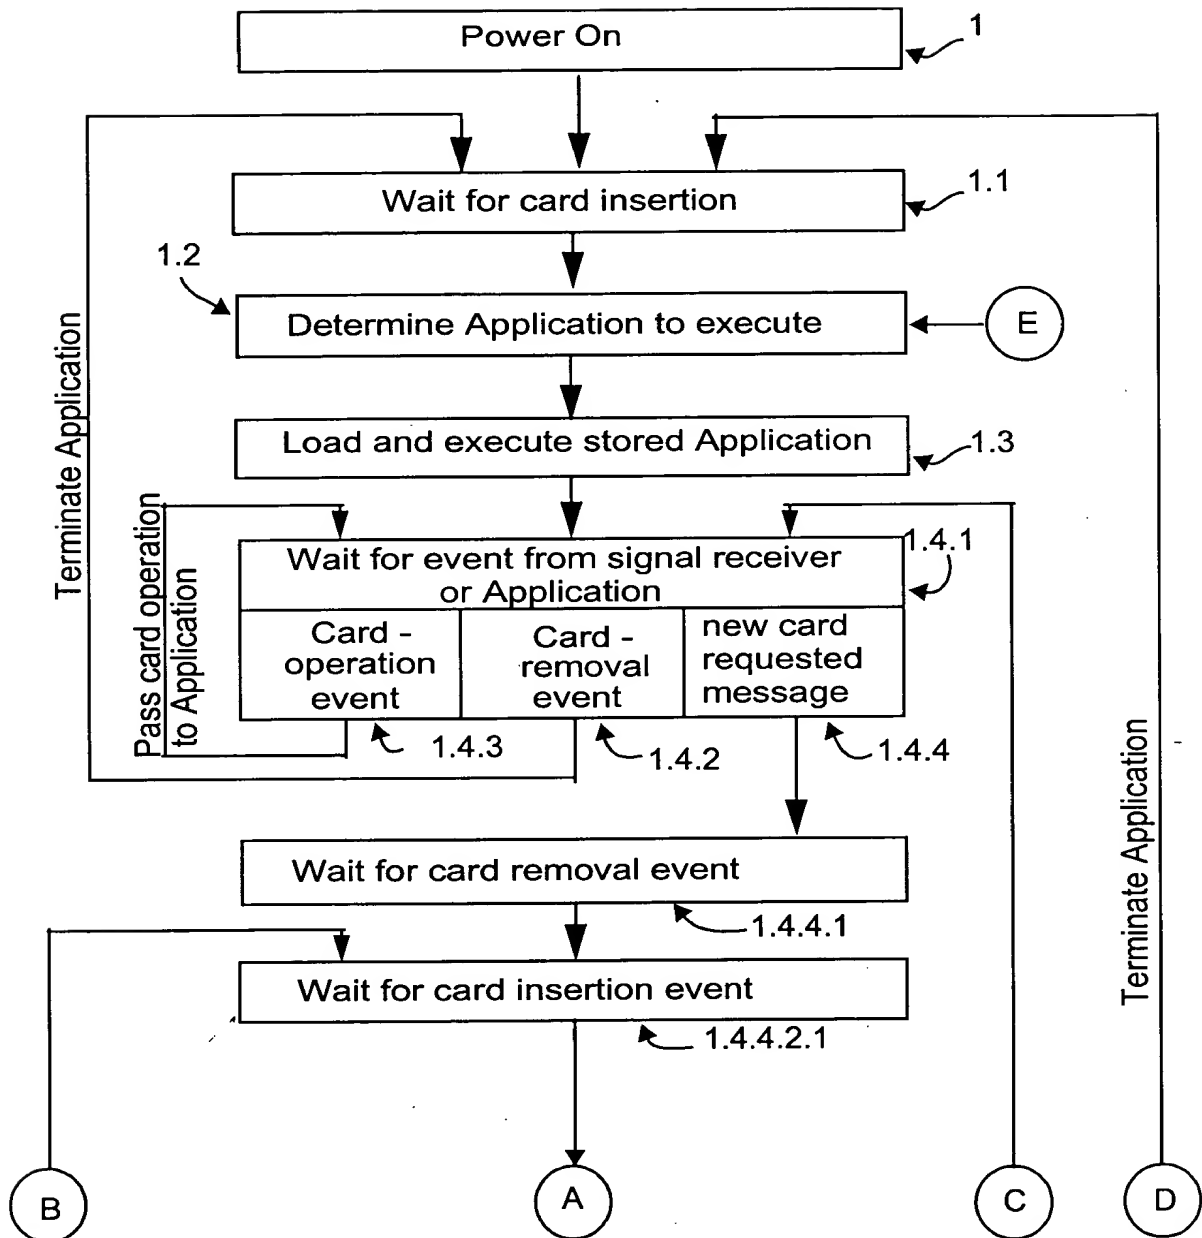 Power On
1
Wait for card insertion
1.1
1.2
Determine Application to execute
E
Load and execute stored Application
1.3
Terminate Application
Pass card operation
to Application
Wait for event from signal receiver
or Application
1.4.1
Card -
operation
event
Card -
removal
event
new card
requested
message
1.4.3
1.4.2
1.4.4
Wait for card removal event
1.4.4.1
Wait for card insertion event
1.4.4.2.1
Terminate Application
B
A
C
D